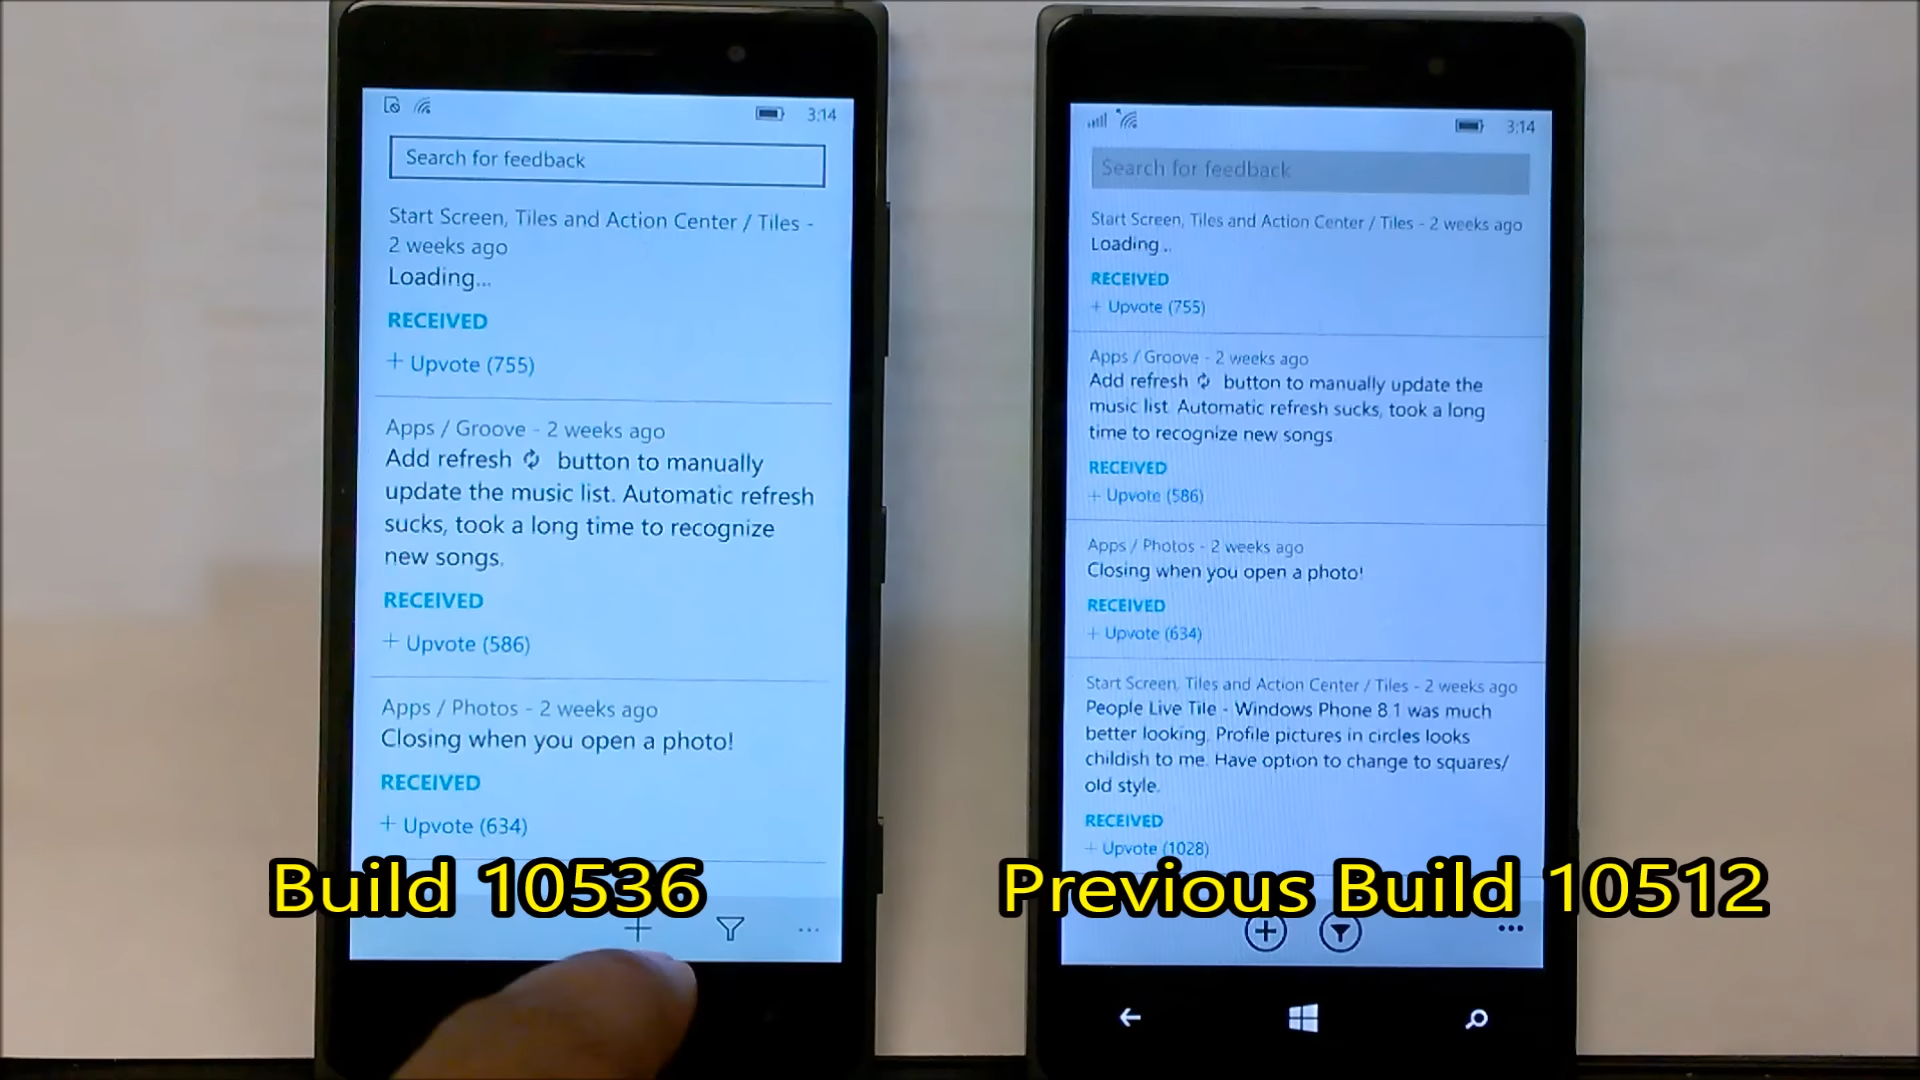 3:14
Search for feedback
Start Screen, Tiles and Action Center / Tiles -
2 weeks ago
Loading...
RECEIVED
+ Upvote (755)
Apps / Groove - 2 weeks ago
Add refresh button to manually
update the music list. Automatic refresh
sucks, took a long time to recognize
new songs.
RECEIVED
+ Upvote (586)
Apps / Photos - 2 weeks ago
Closing when you open a photo!
RECEIVED
+ Upvote (634)
Build 10536
3:14
Search for feedback
Start Screen, Tiles and Action Center / Tiles - 2 weeks ago
Loading...
RECEIVED
+ Upvote (755)
Apps / Groove - 2 weeks ago
Add refresh button to manually update the
music list. Automatic refresh sucks, took a long
time to recognize new songs.
RECEIVED
+ Upvote (586)
Apps / Photos - 2 weeks ago
Closing when you open a photo!
RECEIVED
+ Upvote (634)
Start Screen, Tiles and Action Center / Tiles - 2 weeks ago
People Live Tile - Windows Phone 8.1 was much
better looking. Profile pictures in circles looks
childish to me. Have option to change to squares/
old style.
RECEIVED
+ Upvote (1028)
Previous Build 10512